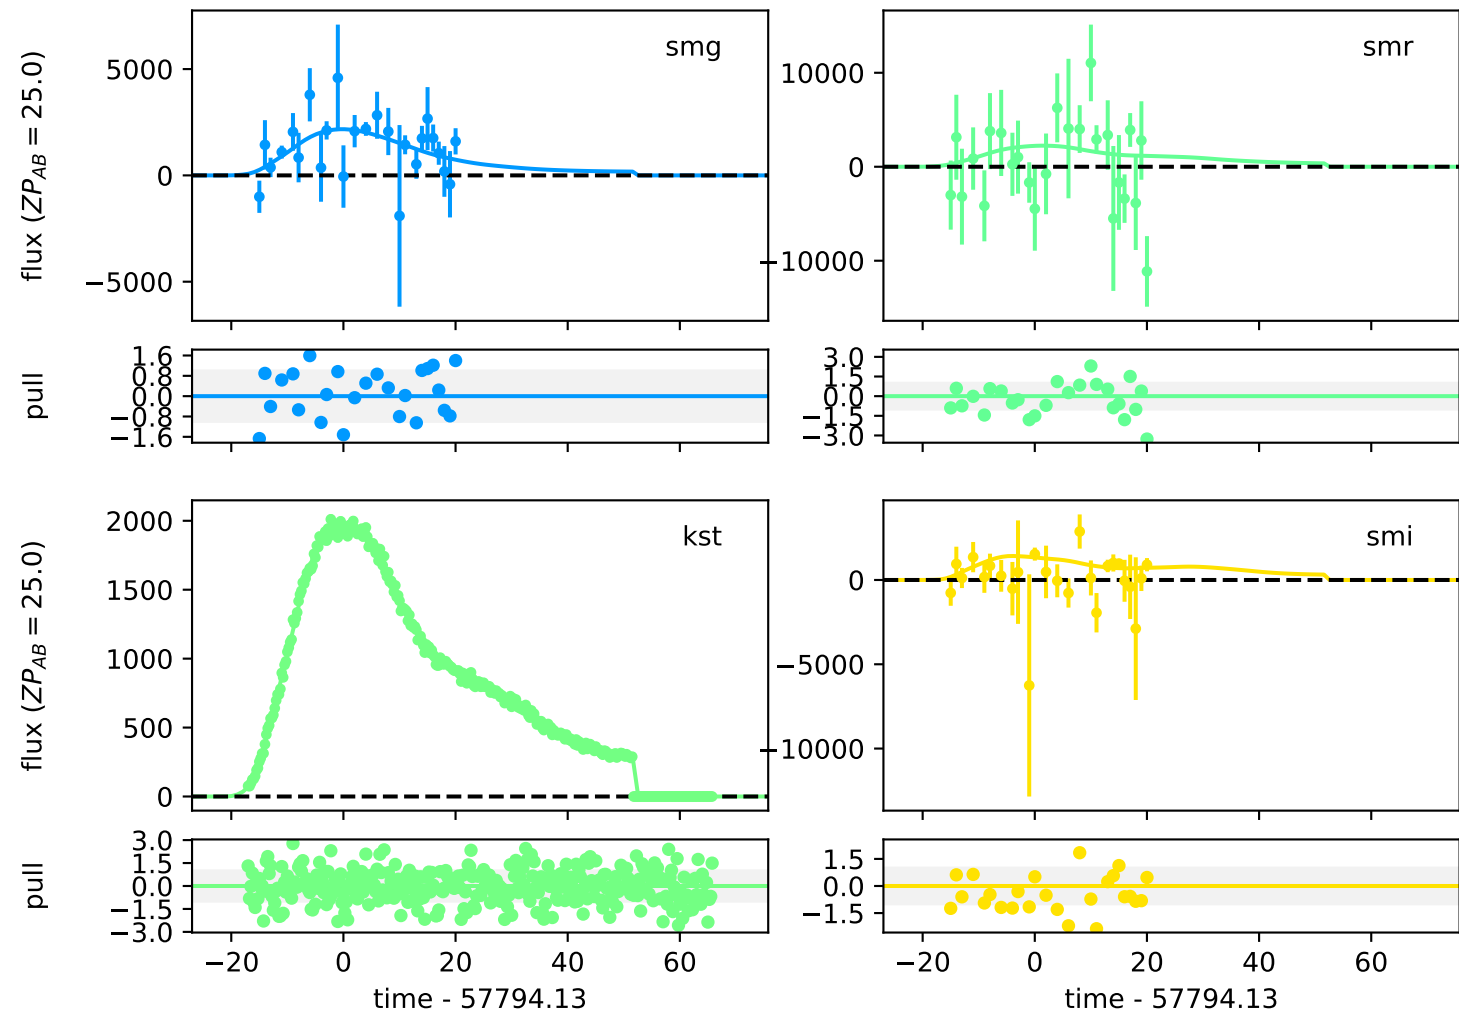 flux (ZP_AB = 25.0)
5000
0
−5000
smg
10000
0
−10000
smr
pull
1.6
0.8
0.0
−0.8
−1.6
3.0
1.5
0.0
−1.5
−3.0
flux (ZP_AB = 25.0)
2000
1500
1000
500
0
kst
0
−5000
−10000
smi
pull
3.0
1.5
0.0
−1.5
−3.0
1.5
0.0
−1.5
−20 0 20 40 60
−20 0 20 40 60
time - 57794.13
time - 57794.13